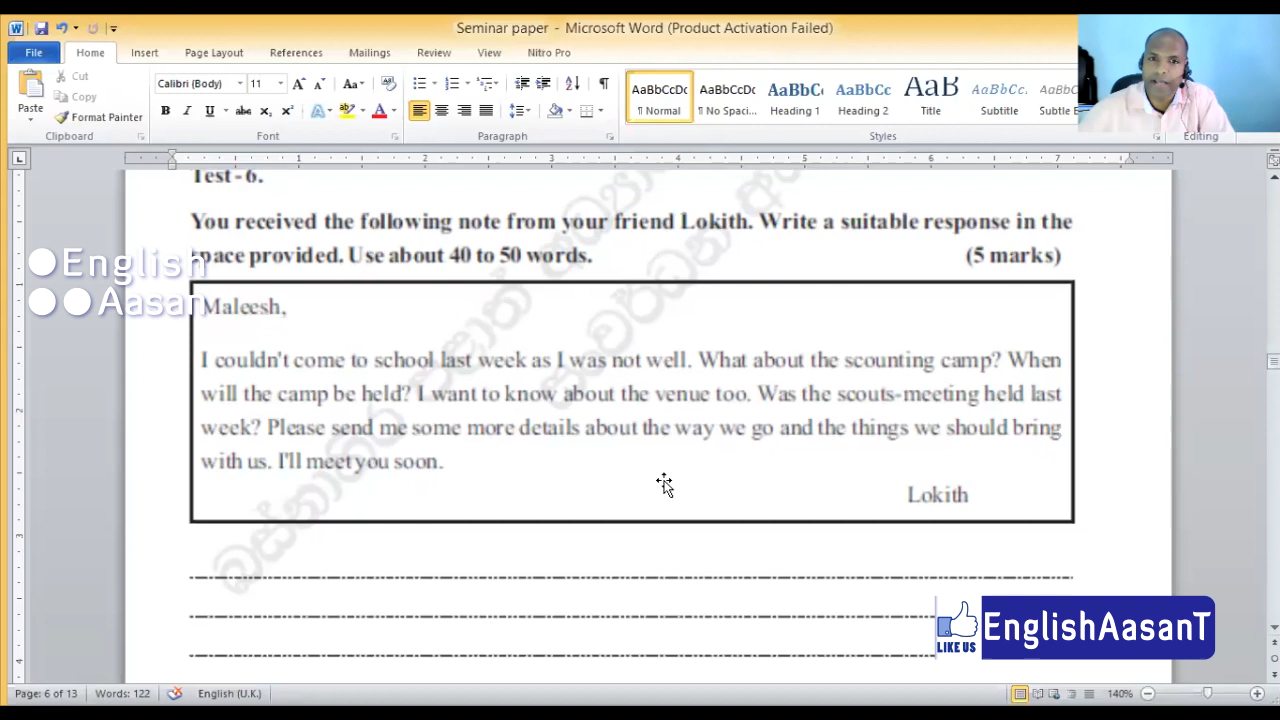 Seminar paper - Microsoft Word (Product Activation Failed)
File Home Insert Page Layout References Mailings Review View Nitro Pro
Paste
Cut
Copy
Format Painter
Clipboard
Calibri (Body) 11
Font
Paragraph
AaBbCcDc AaBbCcDc AaBbC AaBbCc AaB AaBbCc. AaBbCcD
¶ Normal ¶ No Spaci... Heading 1 Heading 2 Title Subtitle Subtle E
Styles
Editing
Test - 6.
You received the following note from your friend Lokith. Write a suitable response in the
space provided. Use about 40 to 50 words. (5 marks)
English
Aasan
Maleesh,
I couldn't come to school last week as I was not well. What about the scounting camp? When
will the camp be held? I want to know about the venue too. Was the scouts-meeting held last
week? Please send me some more details about the way we go and the things we should bring
with us. I'll meet you soon.
Lokith
LIKE US
EnglishAasanT
Page: 6 of 13 Words: 122 English (U.K.) 140%